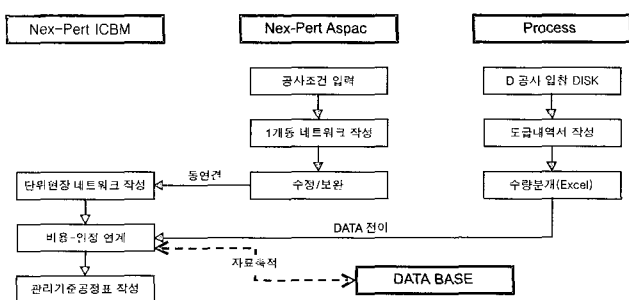 Nex-Pert ICBM
Nex-Pert Aspac
Process
공사조건 입력
D 공사 입찰 DISK
1개동 네트워크 작성
도급내역서 작성
단위현장 네트워크 작성
동연결
수정/보완
수량분개(Excel)
비용-일정 연계
DATA 전이
자료축적
DATA BASE
관리기준공정표 작성